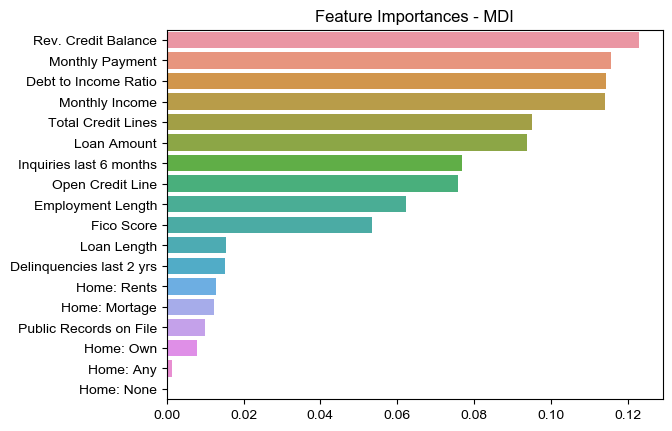 Feature Importances - MDI
Rev. Credit Balance
Monthly Payment
Debt to Income Ratio
Monthly Income
Total Credit Lines
Loan Amount
Inquiries last 6 months
Open Credit Line
Employment Length
Fico Score
Loan Length
Delinquencies last 2 yrs
Home: Rents
Home: Mortage
Public Records on File
Home: Own
Home: Any
Home: None
0.00 0.02 0.04 0.06 0.08 0.10 0.12